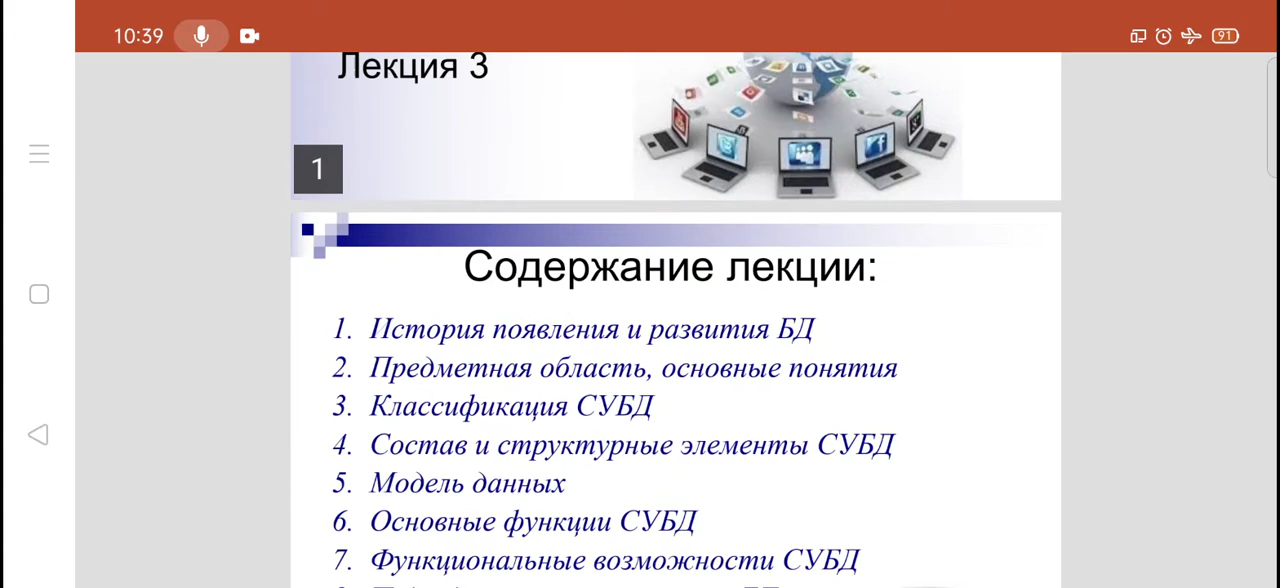 10:39
91
Лекция 3
1
Содержание лекции:
1. История появления и развития БД
2. Предметная область, основные понятия
3. Классификация СУБД
4. Состав и структурные элементы СУБД
5. Модель данных
6. Основные функции СУБД
7. Функциональные возможности СУБД